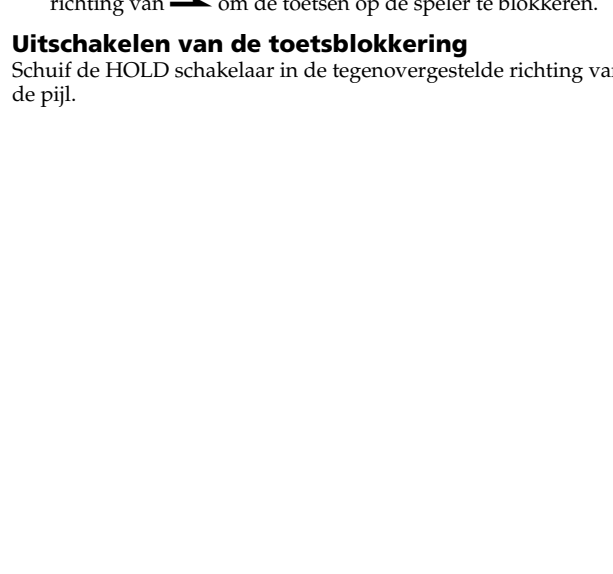 richting van om de toetsen op de speler te blokkeren.
Uitschakelen van de toetsblokkering
Schuif de HOLD schakelaar in de tegenovergestelde richting van
de pijl.